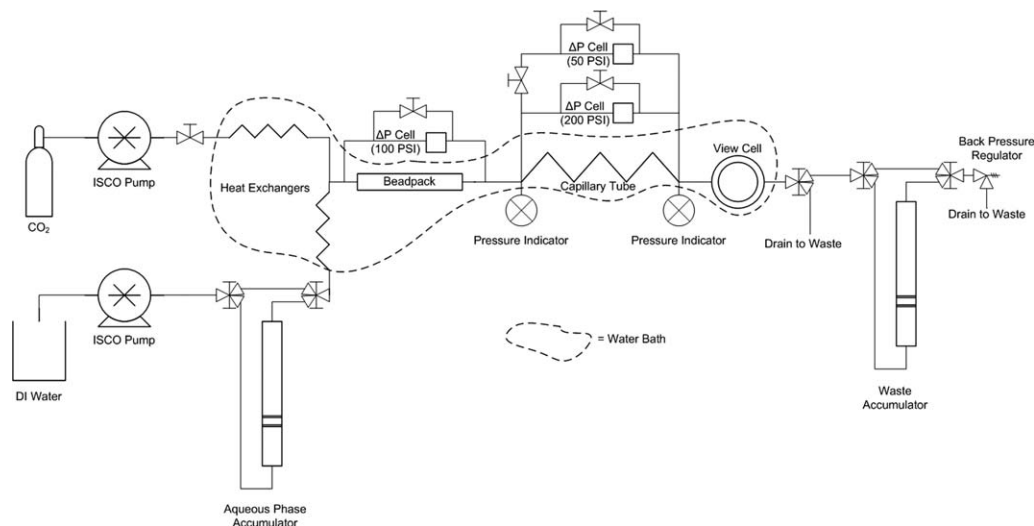 ΔP Cell
(50 PSI)
ΔP Cell
(200 PSI)
ΔP Cell
(100 PSI)
ISCO Pump
Heat Exchangers
Beadpack
Capillary Tube
View Cell
Back Pressure
Regulator
CO₂
Pressure Indicator
Pressure Indicator
Drain to Waste
Drain to Waste
ISCO Pump
DI Water
= Water Bath
Waste
Accumulator
Aqueous Phase
Accumulator